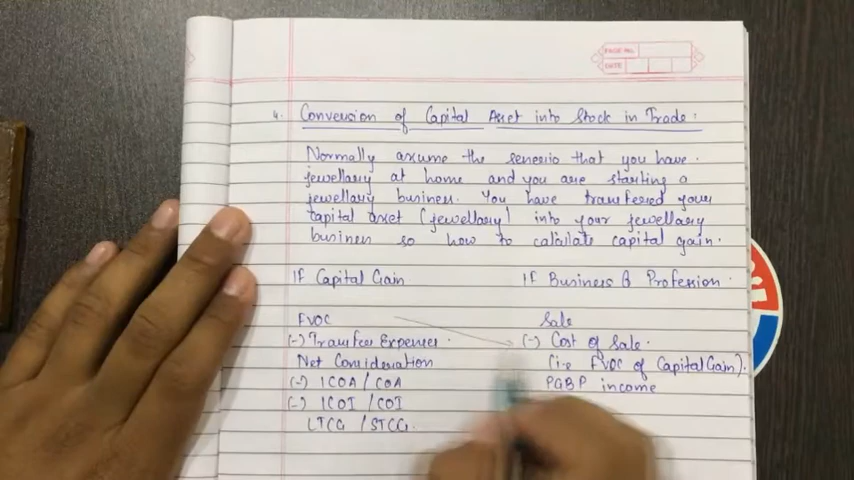 PAGE NO.
DATE
4. Conversion of Capital Asset into Stock in Trade:
Normally axume the senerio that you have
jewellary at home and you are starting a
jewellary business. You have transferred your
capital asset (jewellary) into your jewellary
business so how to calculate capital gain.
IF Capital Gain IF Business & Profession.
FVOC Sale
(-) Transfer Expenses. (-) Cost of Sale.
Net Consideration (i.e FVOC of Capital Gain).
(-) ICOA / COA PGBP income
(-) ICOI / COI
LTCG / STCG.